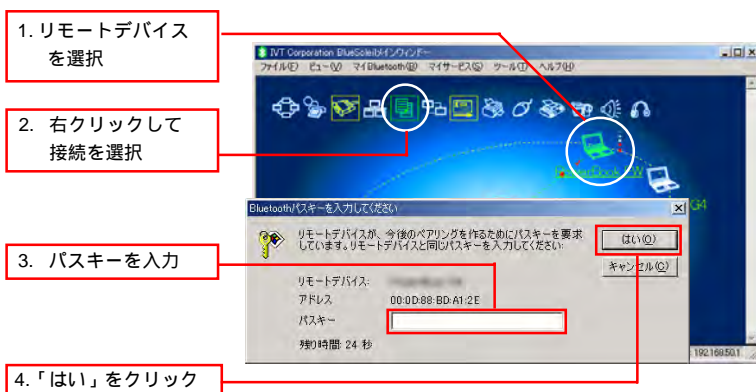 1. リモートデバイス
を選択
2. 右クリックして
接続を選択
3. パスキーを入力
4.「はい」をクリック
IVT Corporation BlueSoleilメインウィンドー
ファイル(F) ビュー(V) マイBluetooth(B) マイサービス(S) ツール(T) ヘルプ(H)
G4
Bluetoothパスキーを入力してください
リモートデバイスが、今後のペアリングを作るためにパスキーを要求
しています。リモートデバイスと同じパスキーを入力してください:
はい(O)
キャンセル(C)
リモートデバイス:
アドレス 00:0D:88:BD:A1:2E
パスキー
残り時間: 24 秒
192.168.50.1